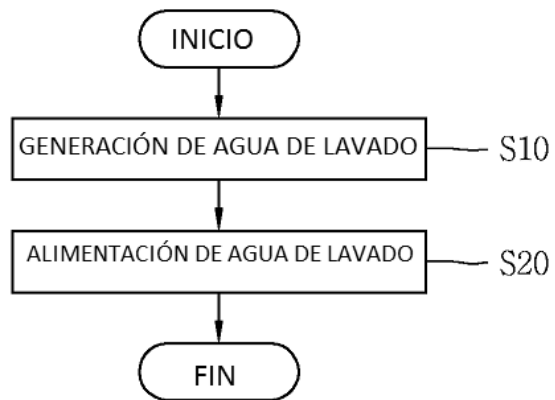 INICIO
GENERACIÓN DE AGUA DE LAVADO
S10
ALIMENTACIÓN DE AGUA DE LAVADO
S20
FIN